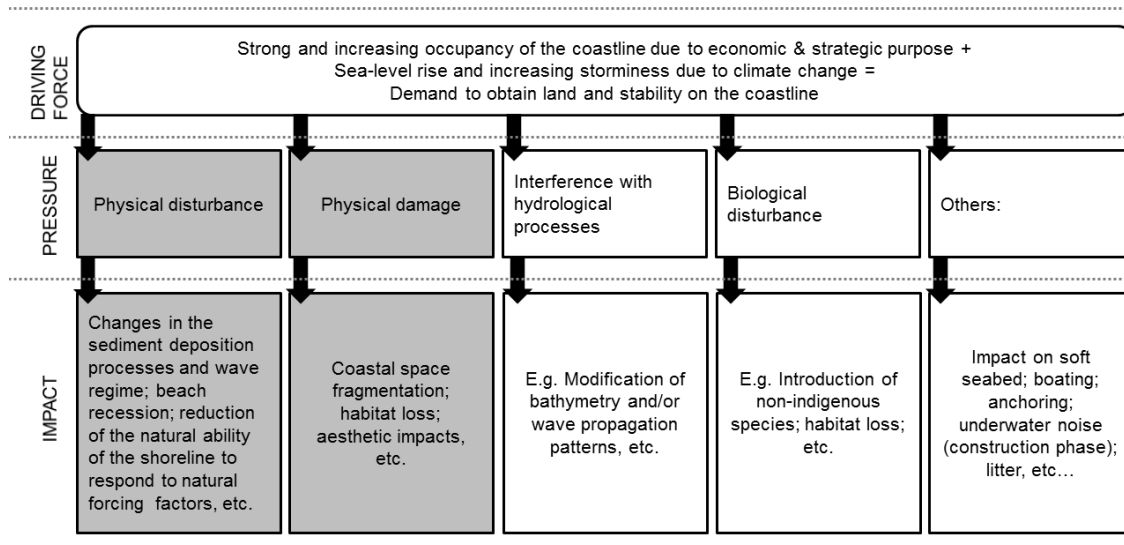 DRIVING
FORCE
Strong and increasing occupancy of the coastline due to economic & strategic purpose +
Sea-level rise and increasing storminess due to climate change =
Demand to obtain land and stability on the coastline
PRESSURE
Physical disturbance
Physical damage
Interference with
hydrological
processes
Biological
disturbance
Others:
IMPACT
Changes in the
sediment deposition
processes and wave
regime; beach
recession; reduction
of the natural ability
of the shoreline to
respond to natural
forcing factors, etc.
Coastal space
fragmentation;
habitat loss;
aesthetic impacts,
etc.
E.g. Modification of
bathymetry and/or
wave propagation
patterns, etc.
E.g. Introduction of
non-indigenous
species; habitat loss;
etc.
Impact on soft
seabed; boating;
anchoring;
underwater noise
(construction phase);
litter, etc…